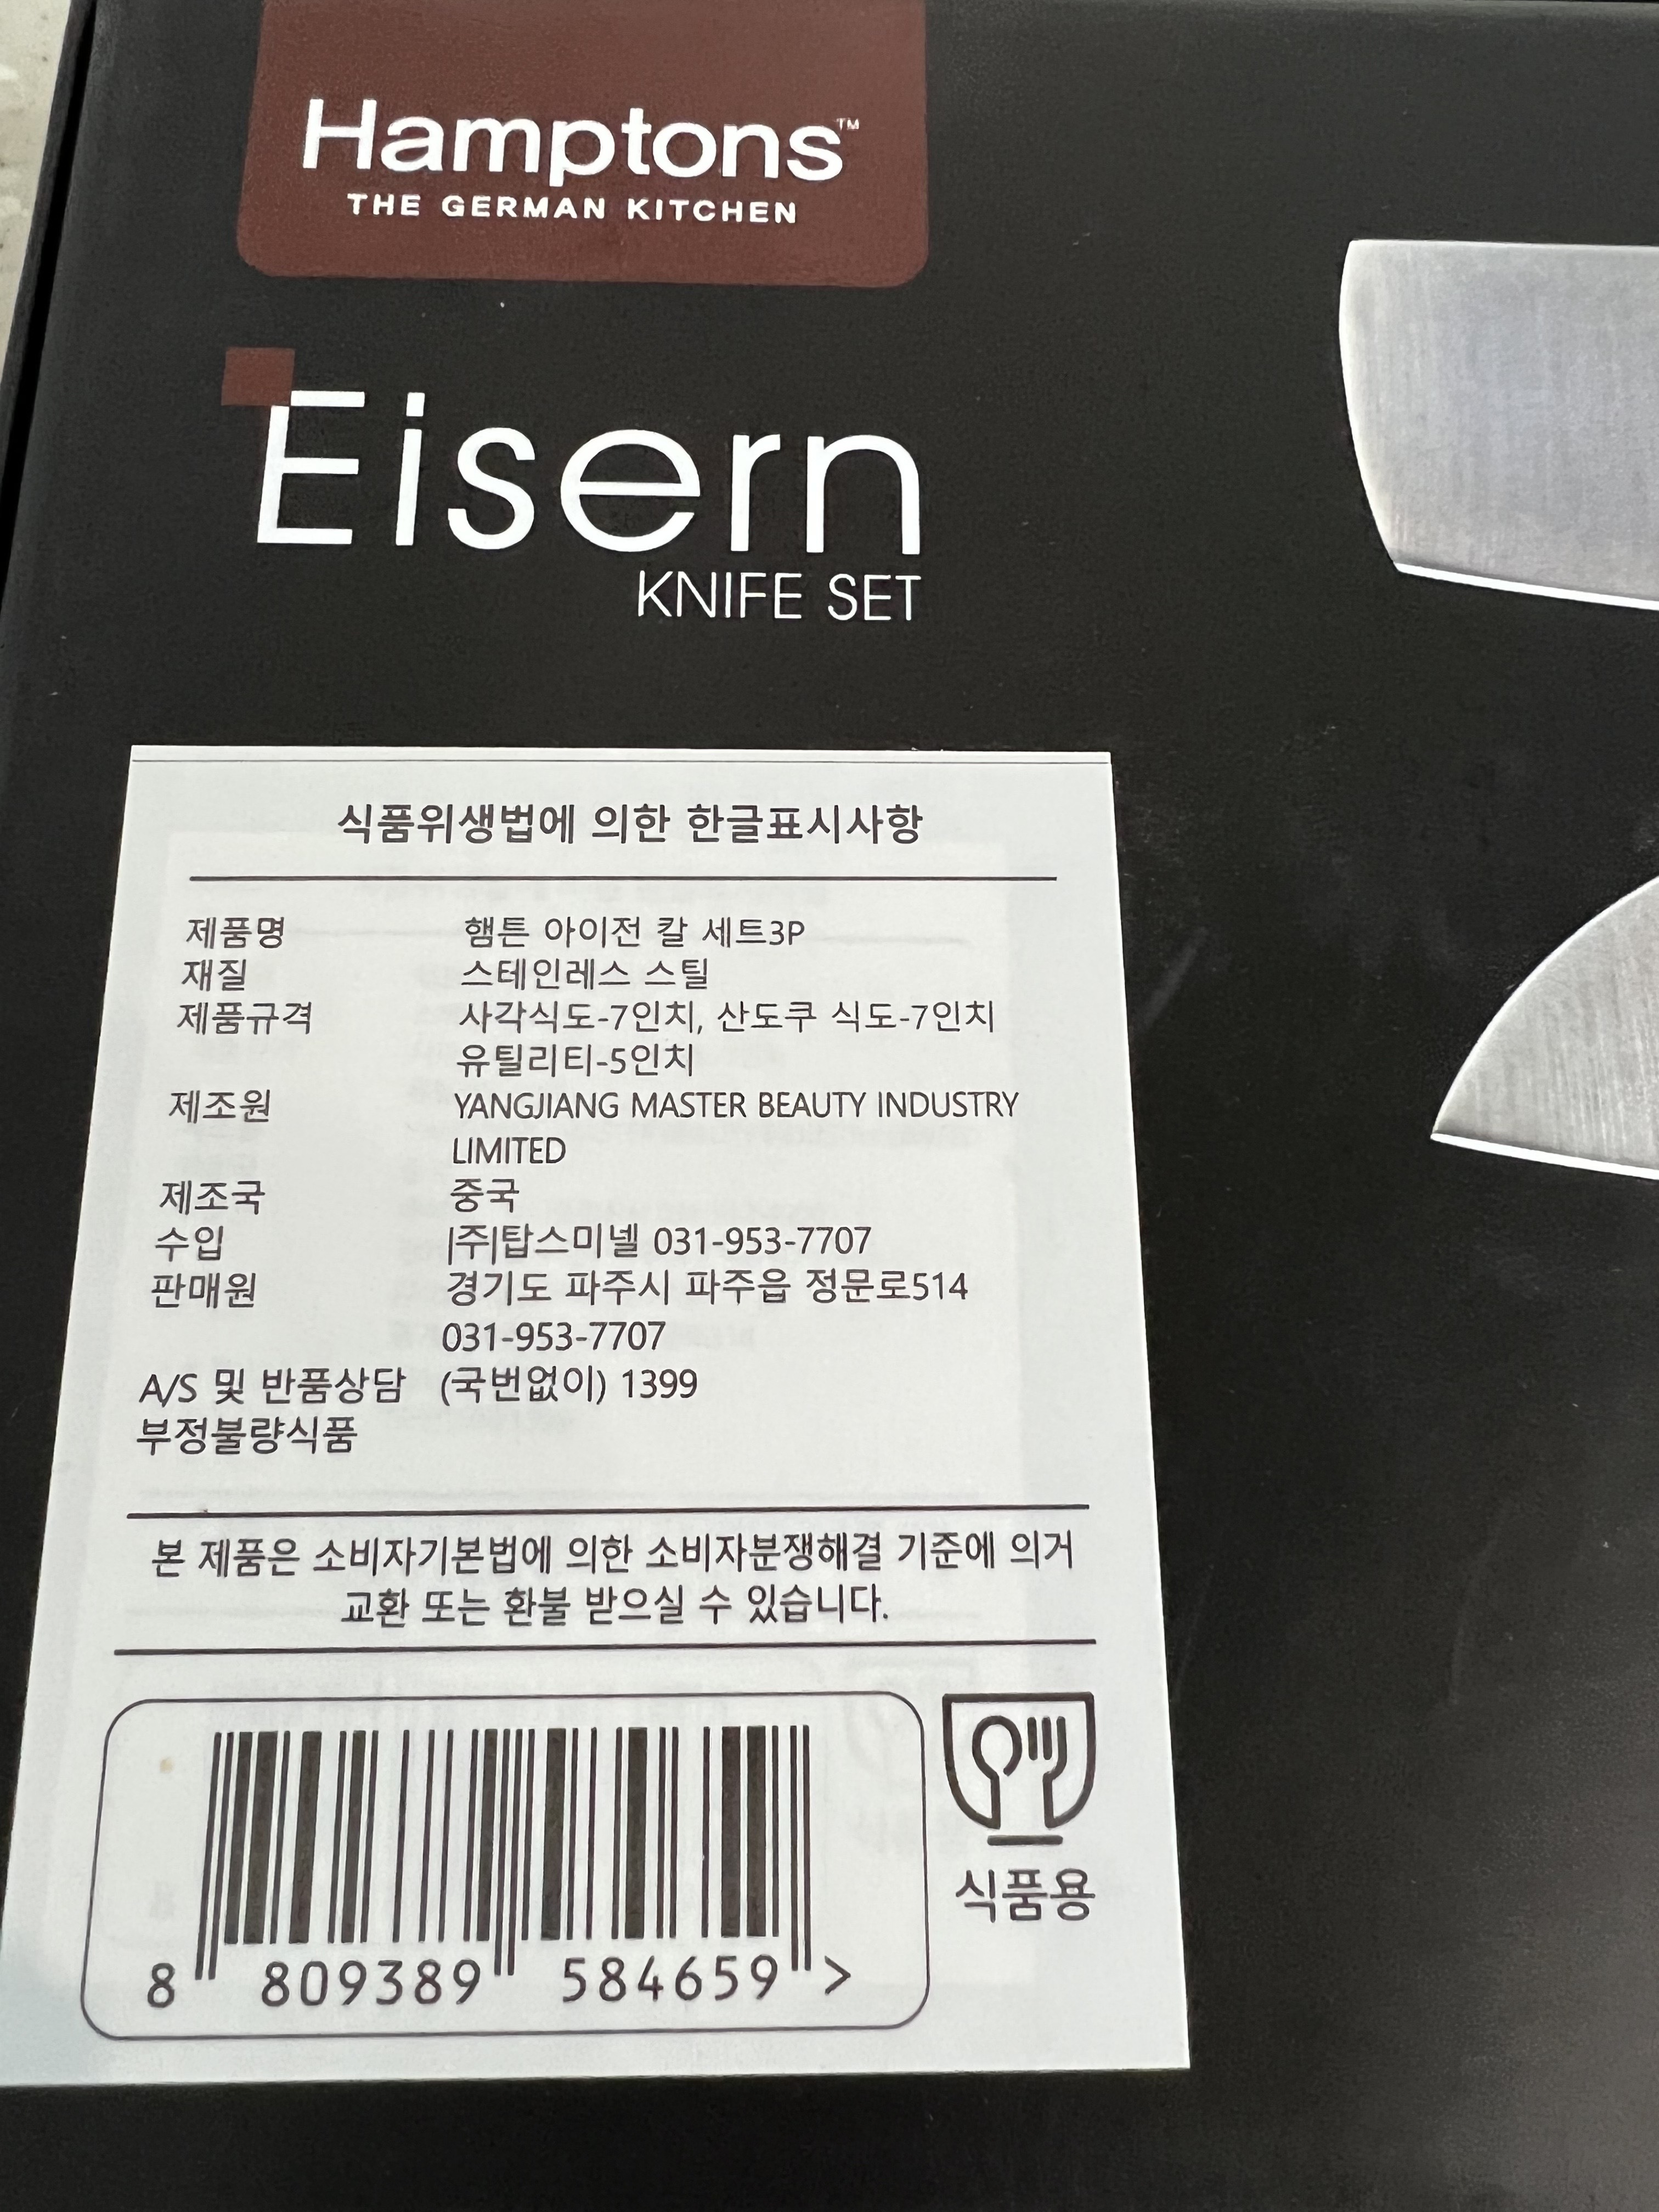 Hamptons™
THE GERMAN KITCHEN
Eisern
KNIFE SET
식품위생법에 의한 한글표시사항
제품명 햄튼 아이전 칼 세트3P
재질 스테인레스 스틸
제품규격 사각식도-7인치, 산도쿠 식도-7인치
유틸리티-5인치
제조원 YANGJIANG MASTER BEAUTY INDUSTRY
LIMITED
제조국 중국
수입 |주|탑스미넬 031-953-7707
판매원 경기도 파주시 파주읍 정문로514
031-953-7707
A/S 및 반품상담 (국번없이) 1399
부정불량식품
본 제품은 소비자기본법에 의한 소비자분쟁해결 기준에 의거
교환 또는 환불 받으실 수 있습니다.
8 809389 584659 >
식품용